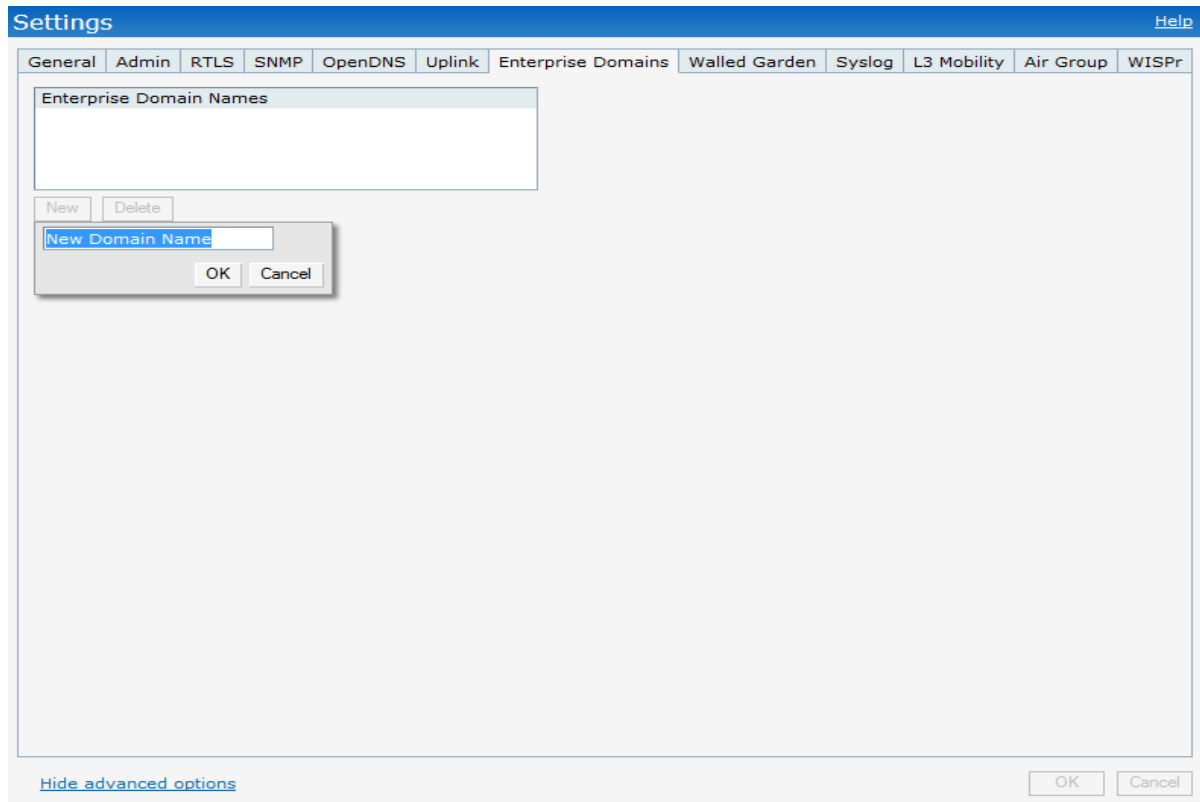 Settings Help
General Admin RTLS SNMP OpenDNS Uplink Enterprise Domains Walled Garden Syslog L3 Mobility Air Group WISPr
Enterprise Domain Names
New Delete
New Domain Name
OK Cancel
Hide advanced options OK Cancel